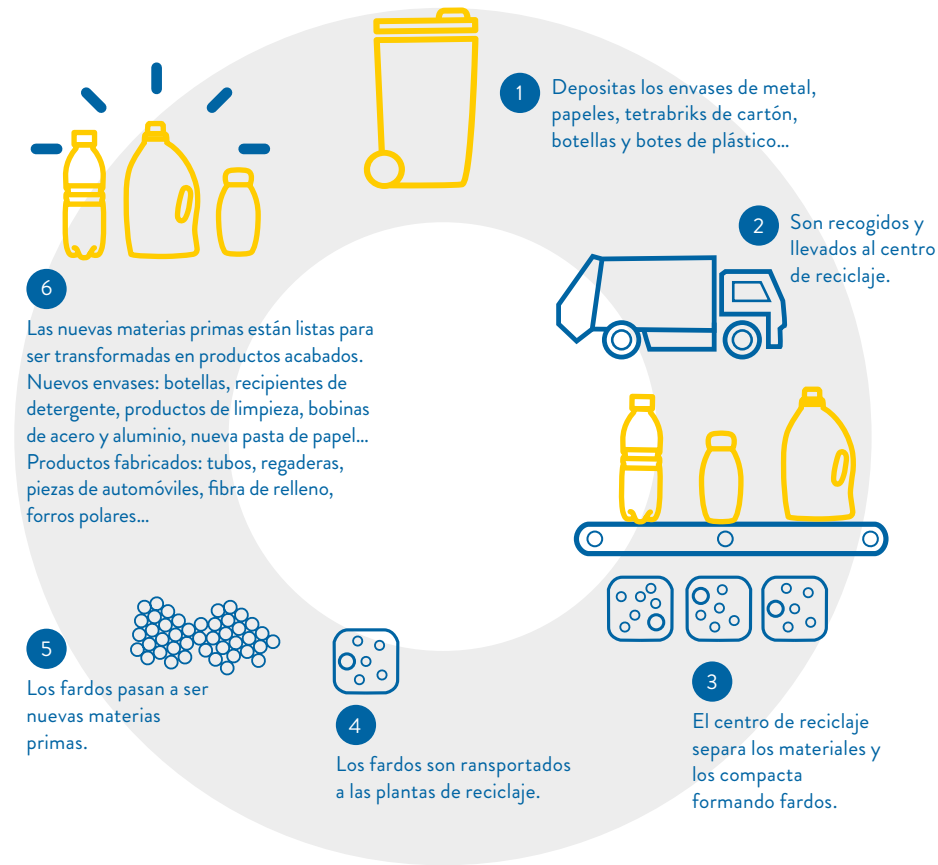 1
Depositas los envases de metal,
papeles, tetrabriks de cartón,
botellas y botes de plástico...
2
Son recogidos y
llevados al centro
de reciclaje.
3
El centro de reciclaje
separa los materiales y
los compacta
formando fardos.
4
Los fardos son ransportados
a las plantas de reciclaje.
5
Los fardos pasan a ser
nuevas materias
primas.
6
Las nuevas materias primas están listas para
ser transformadas en productos acabados.
Nuevos envases: botellas, recipientes de
detergente, productos de limpieza, bobinas
de acero y aluminio, nueva pasta de papel...
Productos fabricados: tubos, regaderas,
piezas de automóviles, fibra de relleno,
forros polares...